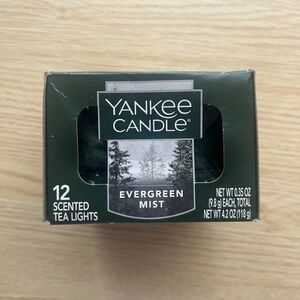 YANKEE
CANDLE®
EVERGREEN
MIST
12
SCENTED
TEA LIGHTS
NET WT 0.35 OZ
(9.8 g) EACH, TOTAL
NET WT 4.2 OZ (118 g)